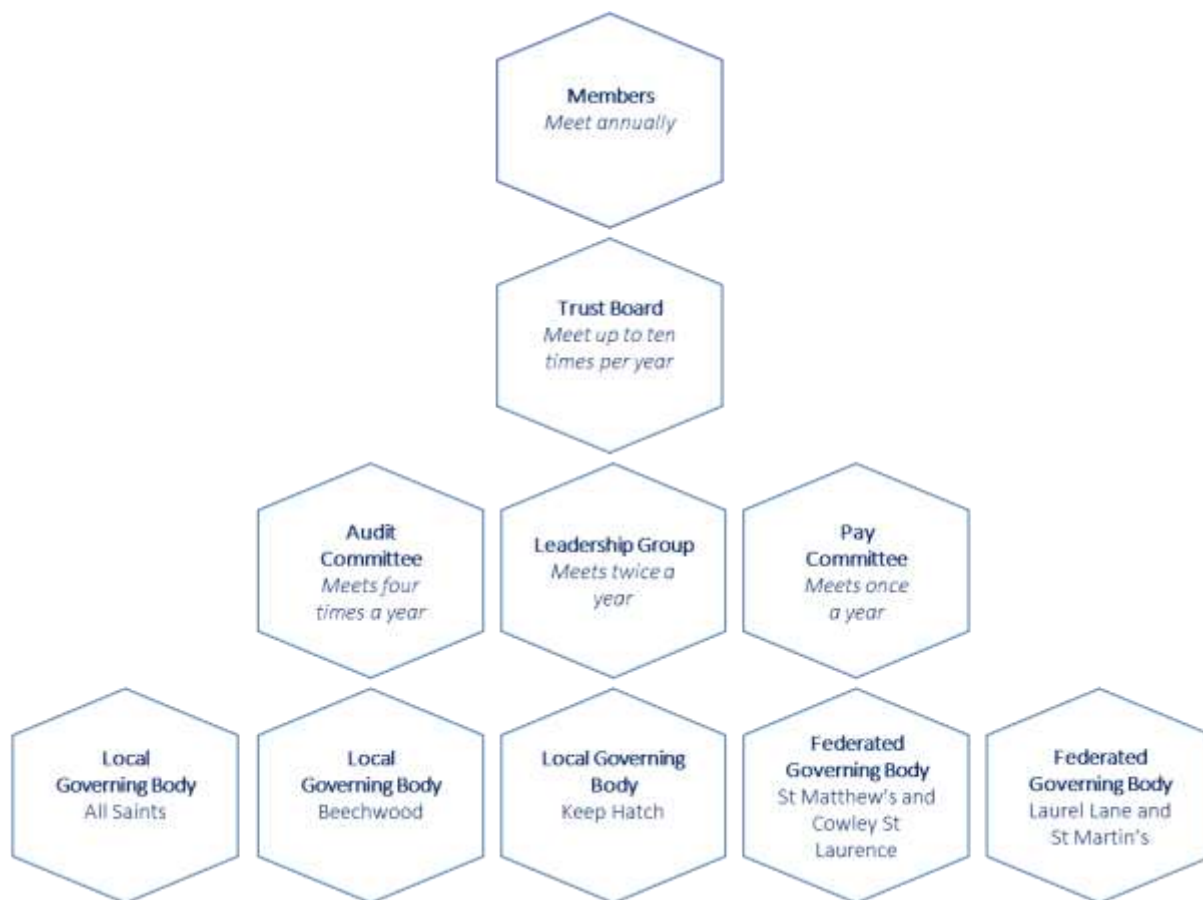 Members
Meet annually
Trust Board
Meet up to ten
times per year
Audit
Committee
Meets four
times a year
Leadership Group
Meets twice a
year
Pay
Committee
Meets once
a year
Local
Governing Body
All Saints
Local
Governing Body
Beechwood
Local Governing
Body
Keep Hatch
Federated
Governing Body
St Matthew's and
Cowley St
Laurence
Federated
Governing Body
Laurel Lane and
St Martin's